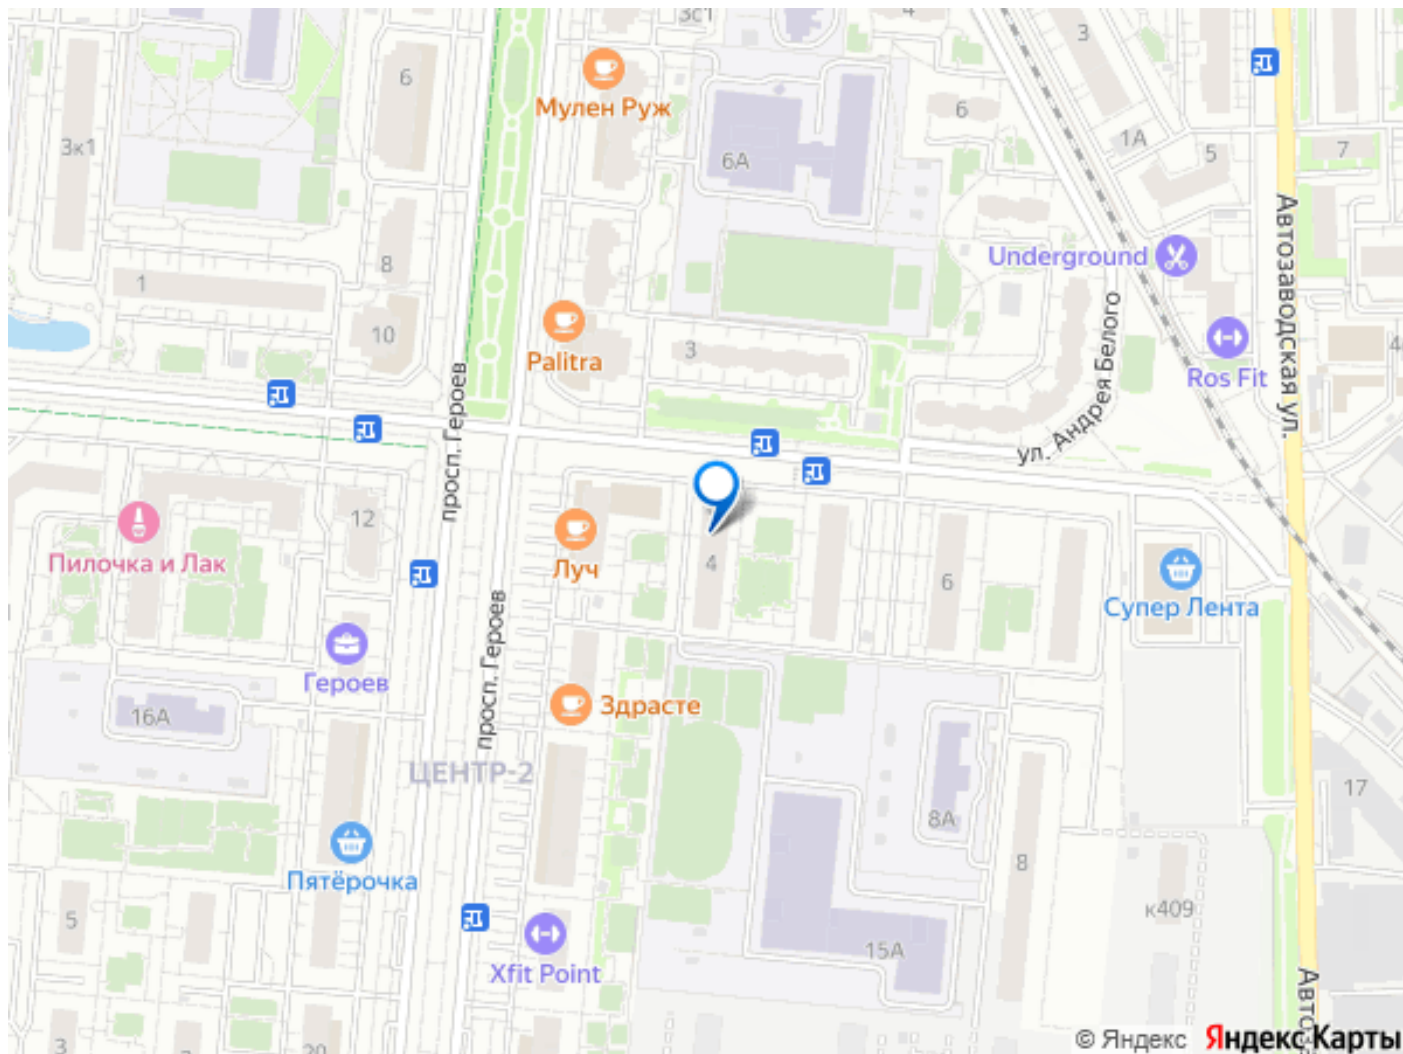 3с1
4
3
6
Мулен Руж
6
1А
3к1
6А
5
7
Автозаводская ул.
8
Underground
1
10
Palitra
3
Ros Fit
просп. Героев
ул. Андрея Белого
12
Пилочка и Лак
Луч
4
6
Супер Лента
просп. Героев
Героев
16А
Здрасте
ЦЕНТР-2
17
8А
Пятёрочка
8
5
к409
15А
Xfit Point
3
2
20
© Яндекс Яндекс Карты